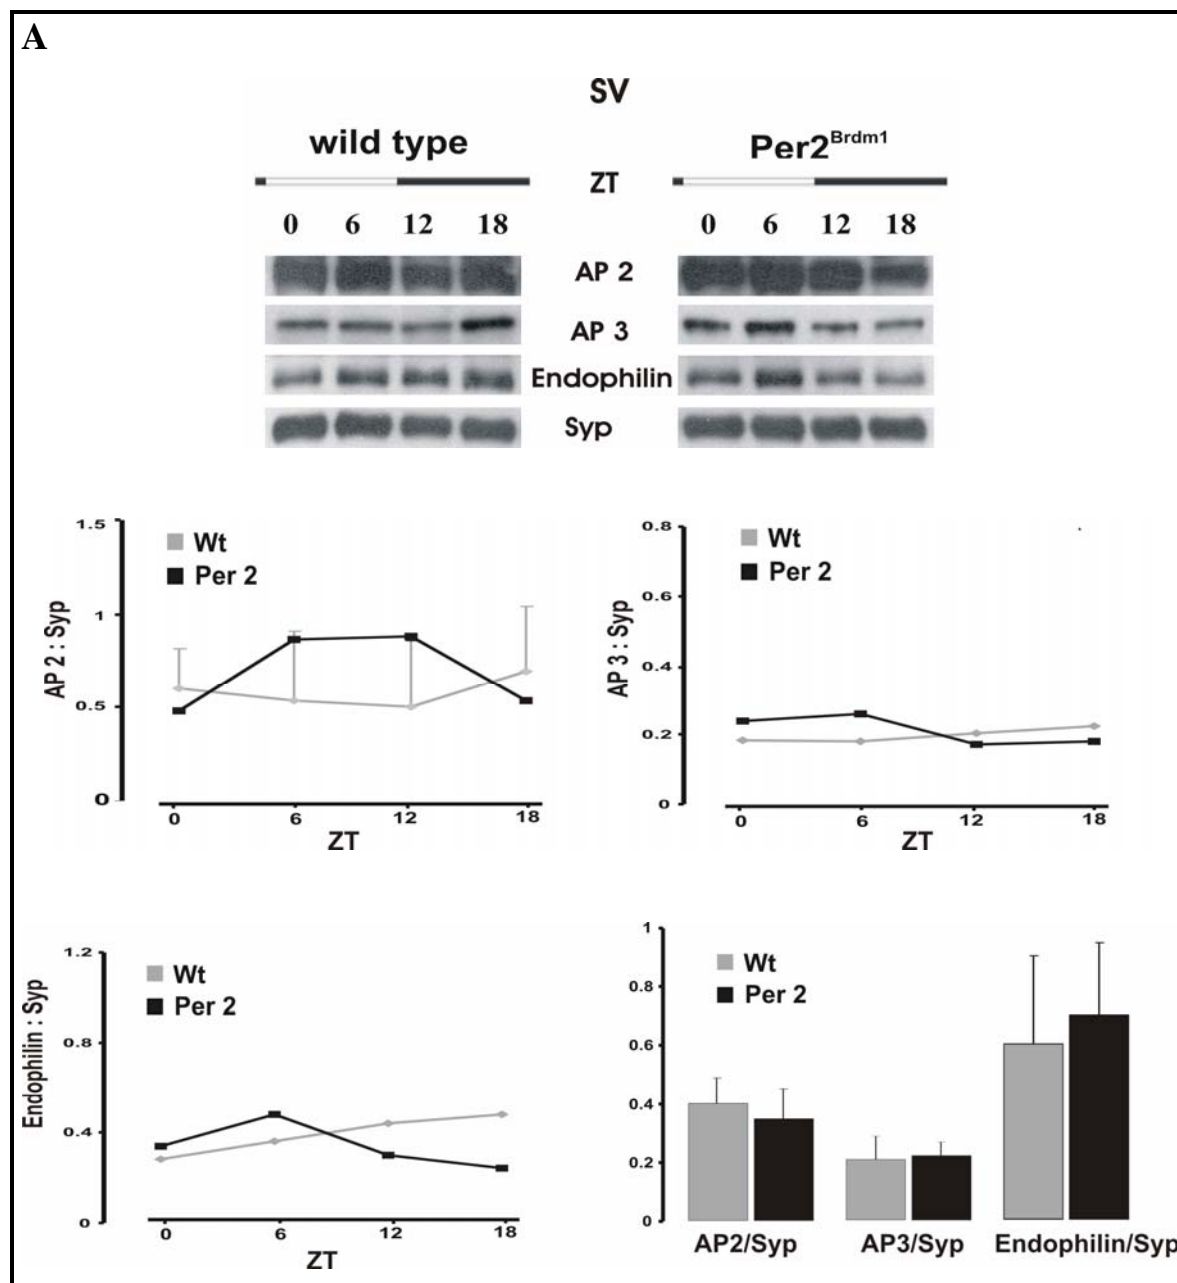 A
SV
wild type
Per2Brdm1
ZT
0 6 12 18
0 6 12 18
AP 2
AP 3
Endophilin
Syp
1.5
1
0.5
0
AP 2 : Syp
Wt
Per 2
0 6 12 18
ZT
0.8
0.6
0.4
0.2
0
AP 3 : Syp
Wt
Per 2
0 6 12 18
ZT
1.2
0.8
0.4
0
Endophilin : Syp
Wt
Per 2
0 6 12 18
ZT
1
0.8
0.6
0.4
0.2
0
Wt
Per 2
AP2/Syp AP3/Syp Endophilin/Syp